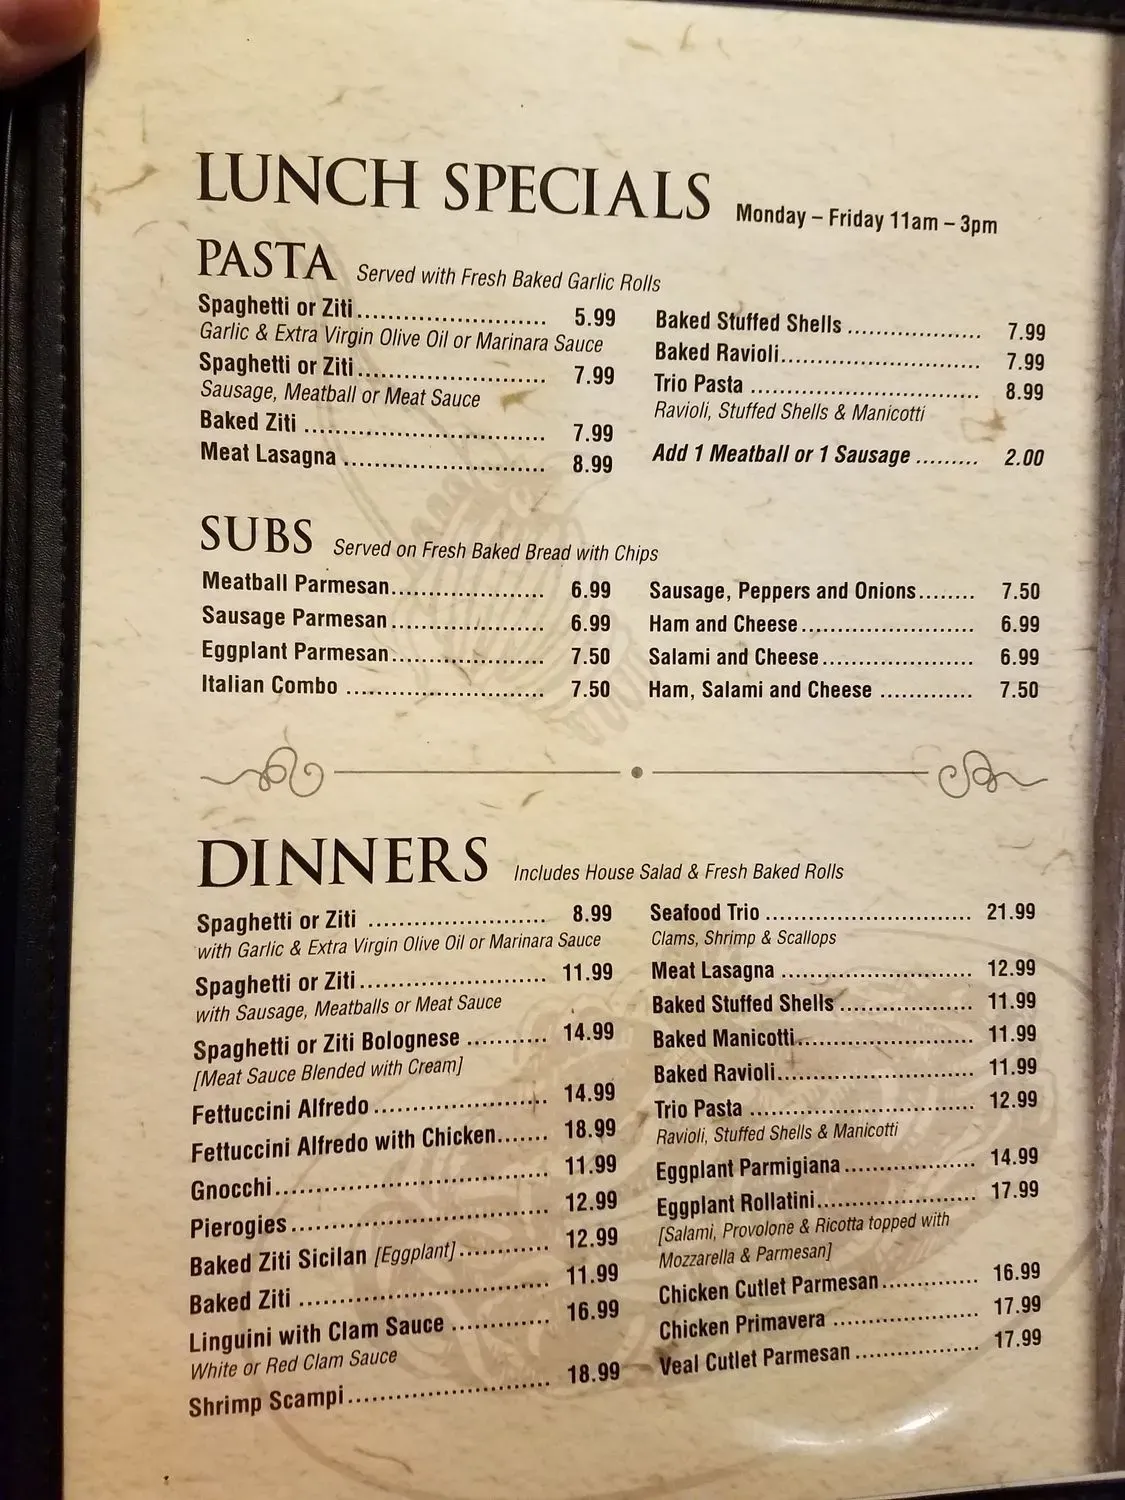 LUNCH SPECIALS Monday – Friday 11am – 3pm
PASTA Served with Fresh Baked Garlic Rolls
Spaghetti or Ziti........................... 5.99
Garlic & Extra Virgin Olive Oil or Marinara Sauce
Spaghetti or Ziti........................... 7.99
Sausage, Meatball or Meat Sauce
Baked Ziti ................................. 7.99
Meat Lasagna ............................ 8.99
Baked Stuffed Shells .................. 7.99
Baked Ravioli........................... 7.99
Trio Pasta ............................... 8.99
Ravioli, Stuffed Shells & Manicotti
Add 1 Meatball or 1 Sausage ......... 2.00
SUBS Served on Fresh Baked Bread with Chips
Meatball Parmesan..................... 6.99
Sausage Parmesan..................... 6.99
Eggplant Parmesan..................... 7.50
Italian Combo .......................... 7.50
Sausage, Peppers and Onions........ 7.50
Ham and Cheese........................ 6.99
Salami and Cheese..................... 6.99
Ham, Salami and Cheese ............. 7.50
DINNERS Includes House Salad & Fresh Baked Rolls
Spaghetti or Ziti ........................ 8.99
with Garlic & Extra Virgin Olive Oil or Marinara Sauce
Spaghetti or Ziti.......................... 11.99
with Sausage, Meatballs or Meat Sauce
Spaghetti or Ziti Bolognese .......... 14.99
[Meat Sauce Blended with Cream]
Fettuccini Alfredo........................ 14.99
Fettuccini Alfredo with Chicken....... 18.99
Gnocchi.................................... 11.99
Pierogies.................................. 12.99
Baked Ziti Sicilan [Eggplant]........... 12.99
Baked Ziti ................................. 11.99
Linguini with Clam Sauce ............ 16.99
White or Red Clam Sauce
Shrimp Scampi........................... 18.99
Seafood Trio ............................ 21.99
Clams, Shrimp & Scallops
Meat Lasagna .......................... 12.99
Baked Stuffed Shells .................. 11.99
Baked Manicotti........................ 11.99
Baked Ravioli........................... 11.99
Trio Pasta ............................... 12.99
Ravioli, Stuffed Shells & Manicotti
Eggplant Parmigiana .................. 14.99
Eggplant Rollatini...................... 17.99
[Salami, Provolone & Ricotta topped with
Mozzarella & Parmesan]
Chicken Cutlet Parmesan............. 16.99
Chicken Primavera .................... 17.99
Veal Cutlet Parmesan ................. 17.99